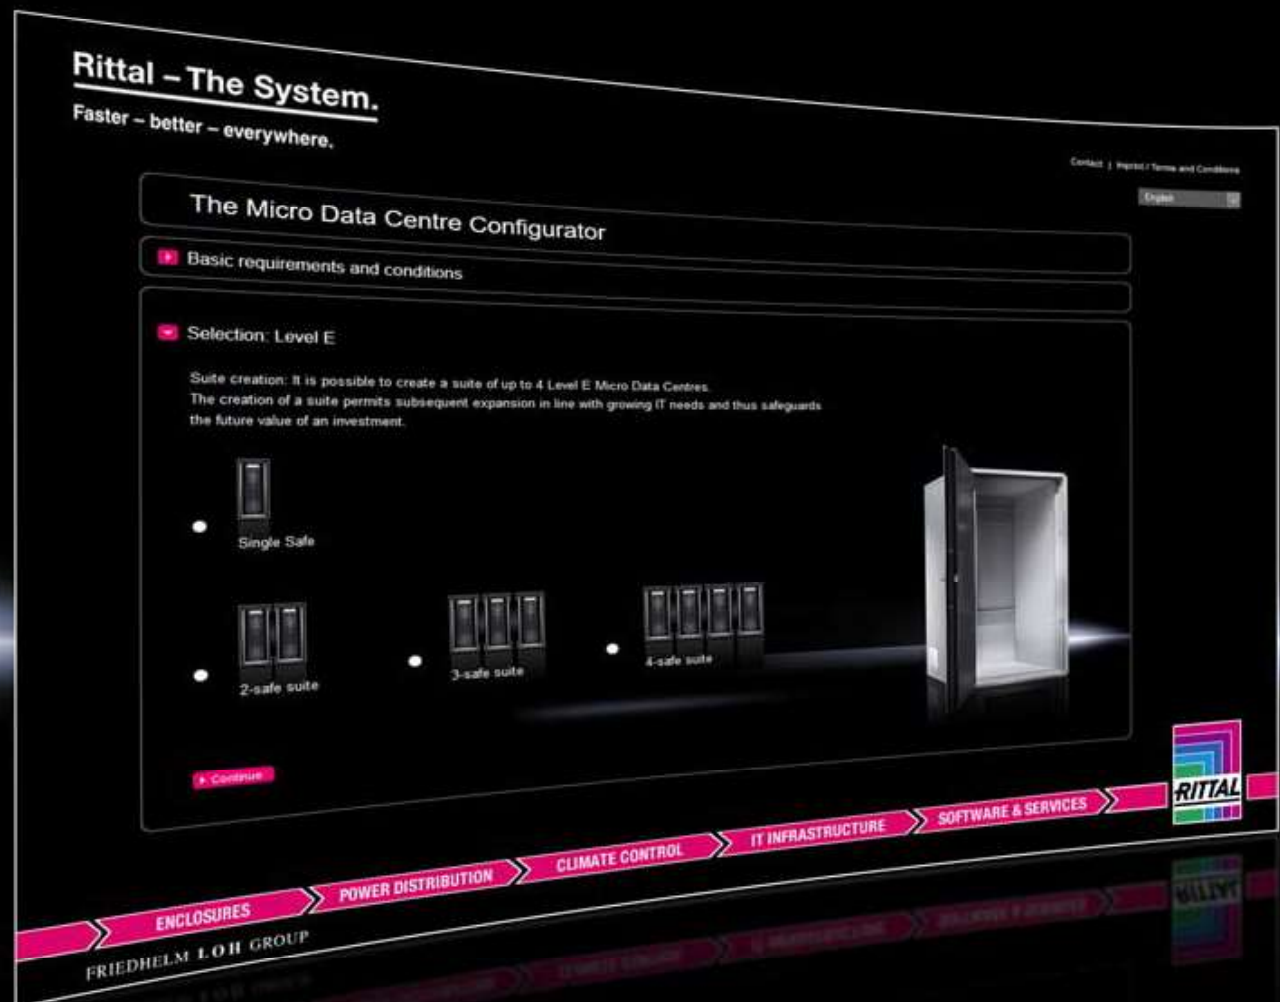 Rittal – The System.
Faster – better – everywhere.
Contact | Imprint / Terms and Conditions
English
The Micro Data Centre Configurator
Basic requirements and conditions
Selection: Level E
Suite creation: It is possible to create a suite of up to 4 Level E Micro Data Centres.
The creation of a suite permits subsequent expansion in line with growing IT needs and thus safeguards
the future value of an investment.
Single Safe
2-safe suite
3-safe suite
4-safe suite
Continue
RITTAL
ENCLOSURES
POWER DISTRIBUTION
CLIMATE CONTROL
IT INFRASTRUCTURE
SOFTWARE & SERVICES
FRIEDHELM LOH GROUP